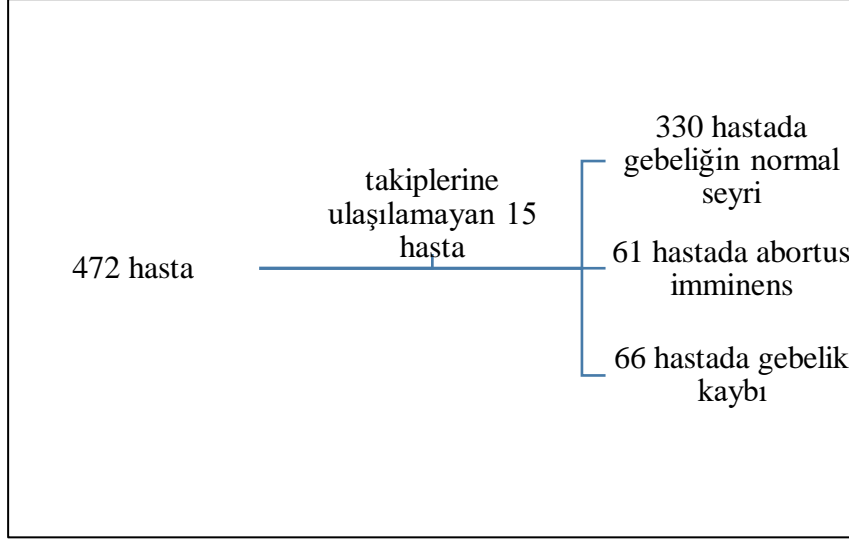 472 hasta
takiplerine
ulaşılamayan 15
hasta
330 hastada
gebeliğin normal
seyri
61 hastada abortus
imminens
66 hastada gebelik
kaybı